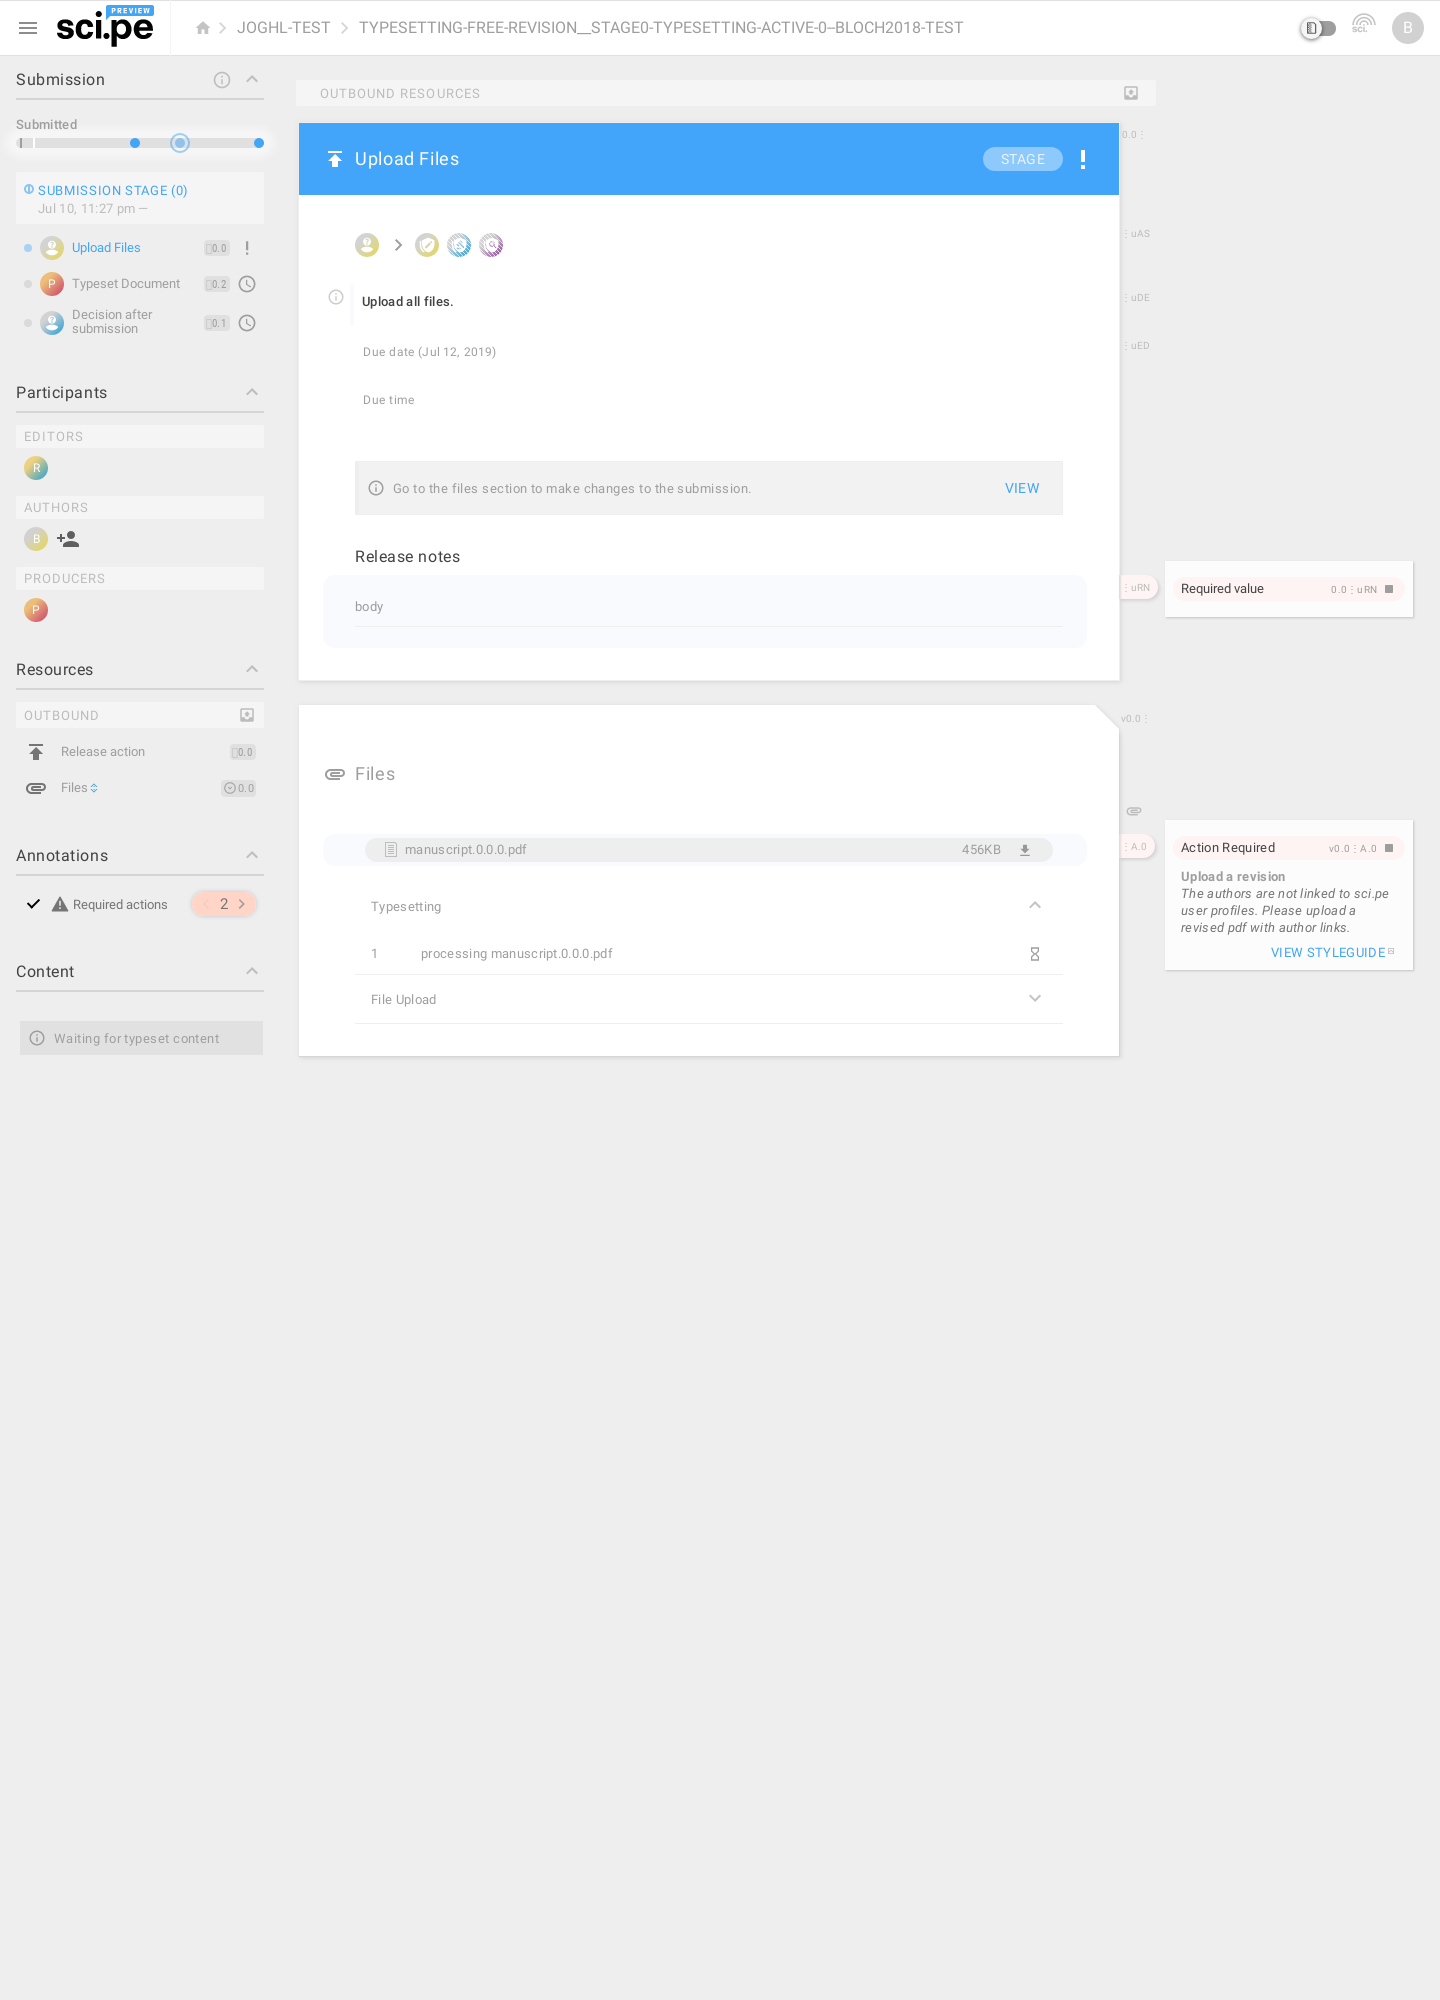 PREVIEW
sci.pe
JOGHL-TEST
TYPESETTING-FREE-REVISION__STAGE0-TYPESETTING-ACTIVE-0--BLOCH2018-TEST
sci.
B
Submission
Submitted
SUBMISSION STAGE (0)
Jul 10, 11:27 pm —
Upload Files
0.0
P
Typeset Document
0.2
Decision after
submission
0.1
Participants
EDITORS
R
AUTHORS
B
PRODUCERS
P
Resources
OUTBOUND
Release action
0.0
Files
0.0
Annotations
Required actions
2
Content
Waiting for typeset content
OUTBOUND RESOURCES
Upload Files
STAGE
Upload all files.
Due date (Jul 12, 2019)
Due time
Go to the files section to make changes to the submission.
VIEW
Release notes
body
Files
manuscript.0.0.0.pdf
456KB
Typesetting
1
processing manuscript.0.0.0.pdf
File Upload
0.0⋮
⋮uAS
⋮uDE
⋮uED
⋮uRN
v0.0⋮
⋮A.0
Required value
0.0⋮uRN
Action Required
v0.0⋮A.0
Upload a revision
The authors are not linked to sci.pe
user profiles. Please upload a
revised pdf with author links.
VIEW STYLEGUIDE